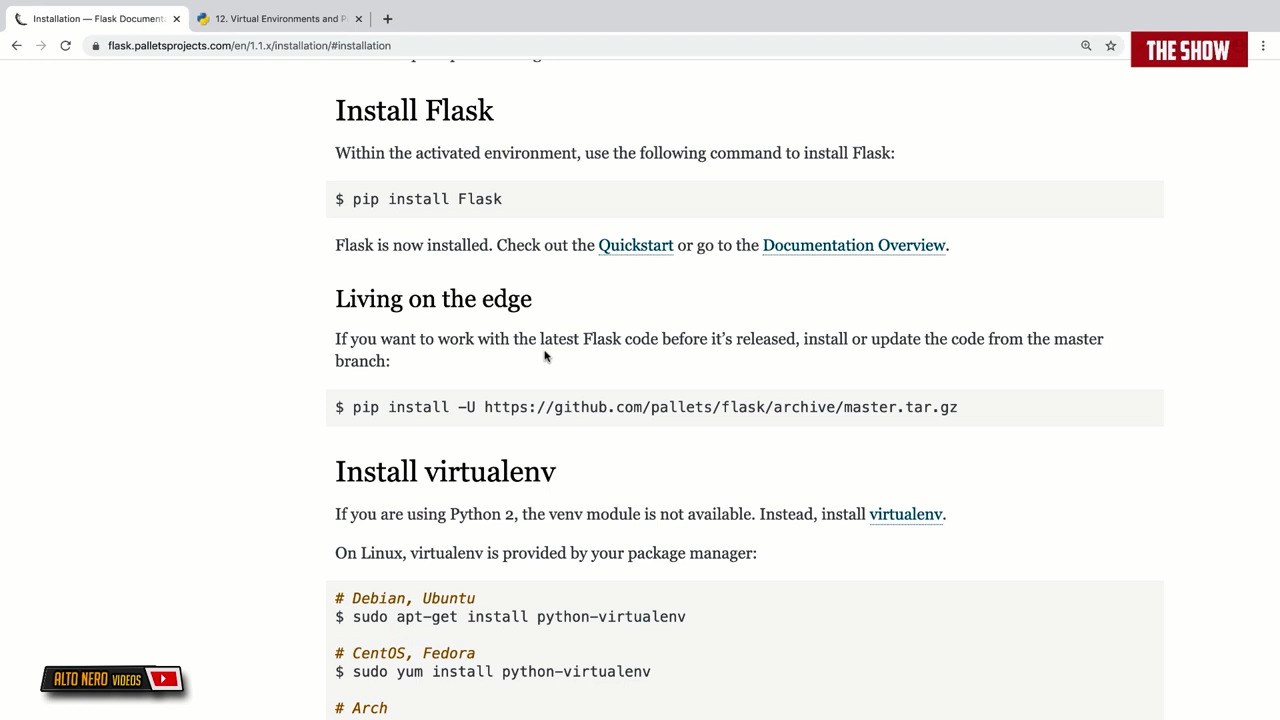 Installation — Flask Documenta
12. Virtual Environments and P
flask.palletsprojects.com/en/1.1.x/installation/#installation
THE SHOW
Install Flask
Within the activated environment, use the following command to install Flask:
$ pip install Flask
Flask is now installed. Check out the Quickstart or go to the Documentation Overview.
Living on the edge
If you want to work with the latest Flask code before it’s released, install or update the code from the master
branch:
$ pip install -U https://github.com/pallets/flask/archive/master.tar.gz
Install virtualenv
If you are using Python 2, the venv module is not available. Instead, install virtualenv.
On Linux, virtualenv is provided by your package manager:
# Debian, Ubuntu
$ sudo apt-get install python-virtualenv
# CentOS, Fedora
$ sudo yum install python-virtualenv
# Arch
ALTO NERO VIDEOS